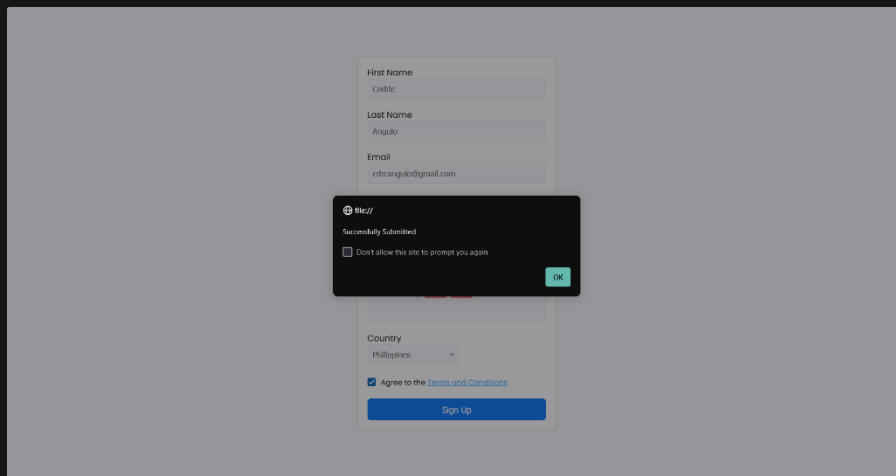 First Name
Cedric
Last Name
Angulo
Email
cdrcangulo@gmail.com
file://
Successfully Submitted
Don't allow this site to prompt you again
OK
Country
Philippines
Agree to the Terms and Conditions
Sign Up